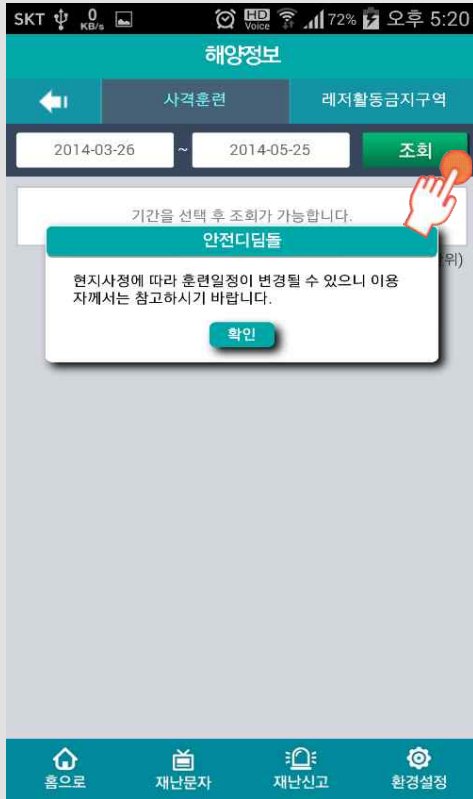 SKT 0 KB/s HD Voice 72% 오후 5:20
해양정보
사격훈련 레저활동금지구역
2014-03-26 ~ 2014-05-25 조회
기간을 선택 후 조회가 가능합니다.
안전디딤돌
위)
현지사정에 따라 훈련일정이 변경될 수 있으니 이용
자께서는 참고하시기 바랍니다.
확인
홈으로 재난문자 재난신고 환경설정